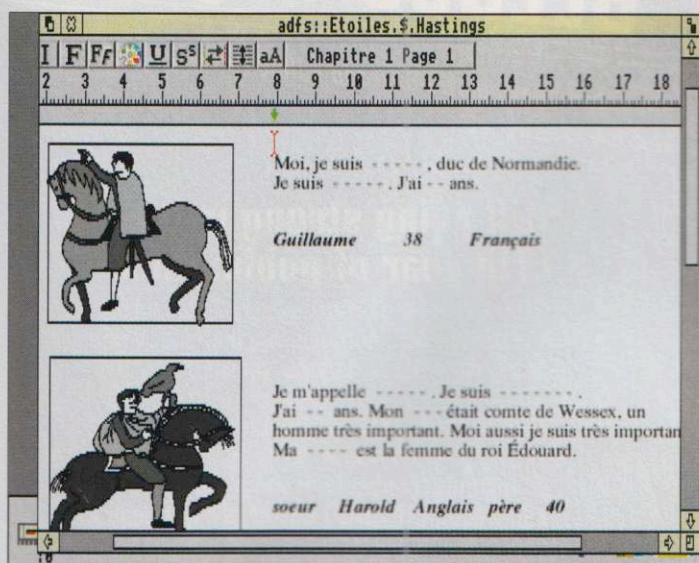 adfs::Etoiles.$.Hastings
I F Ff U Ss aA Chapitre 1 Page 1
2 3 4 5 6 7 8 9 10 11 12 13 14 15 16 17 18
Moi, je suis - - - - - , duc de Normandie.
Je suis - - - - - . J'ai - - ans.
Guillaume 38 Français
Je m'appelle - - - - - . Je suis - - - - - - - .
J'ai - - ans. Mon - - - était comte de Wessex, un
homme très important. Moi aussi je suis très importan
Ma - - - - est la femme du roi Édouard.
soeur Harold Anglais père 40